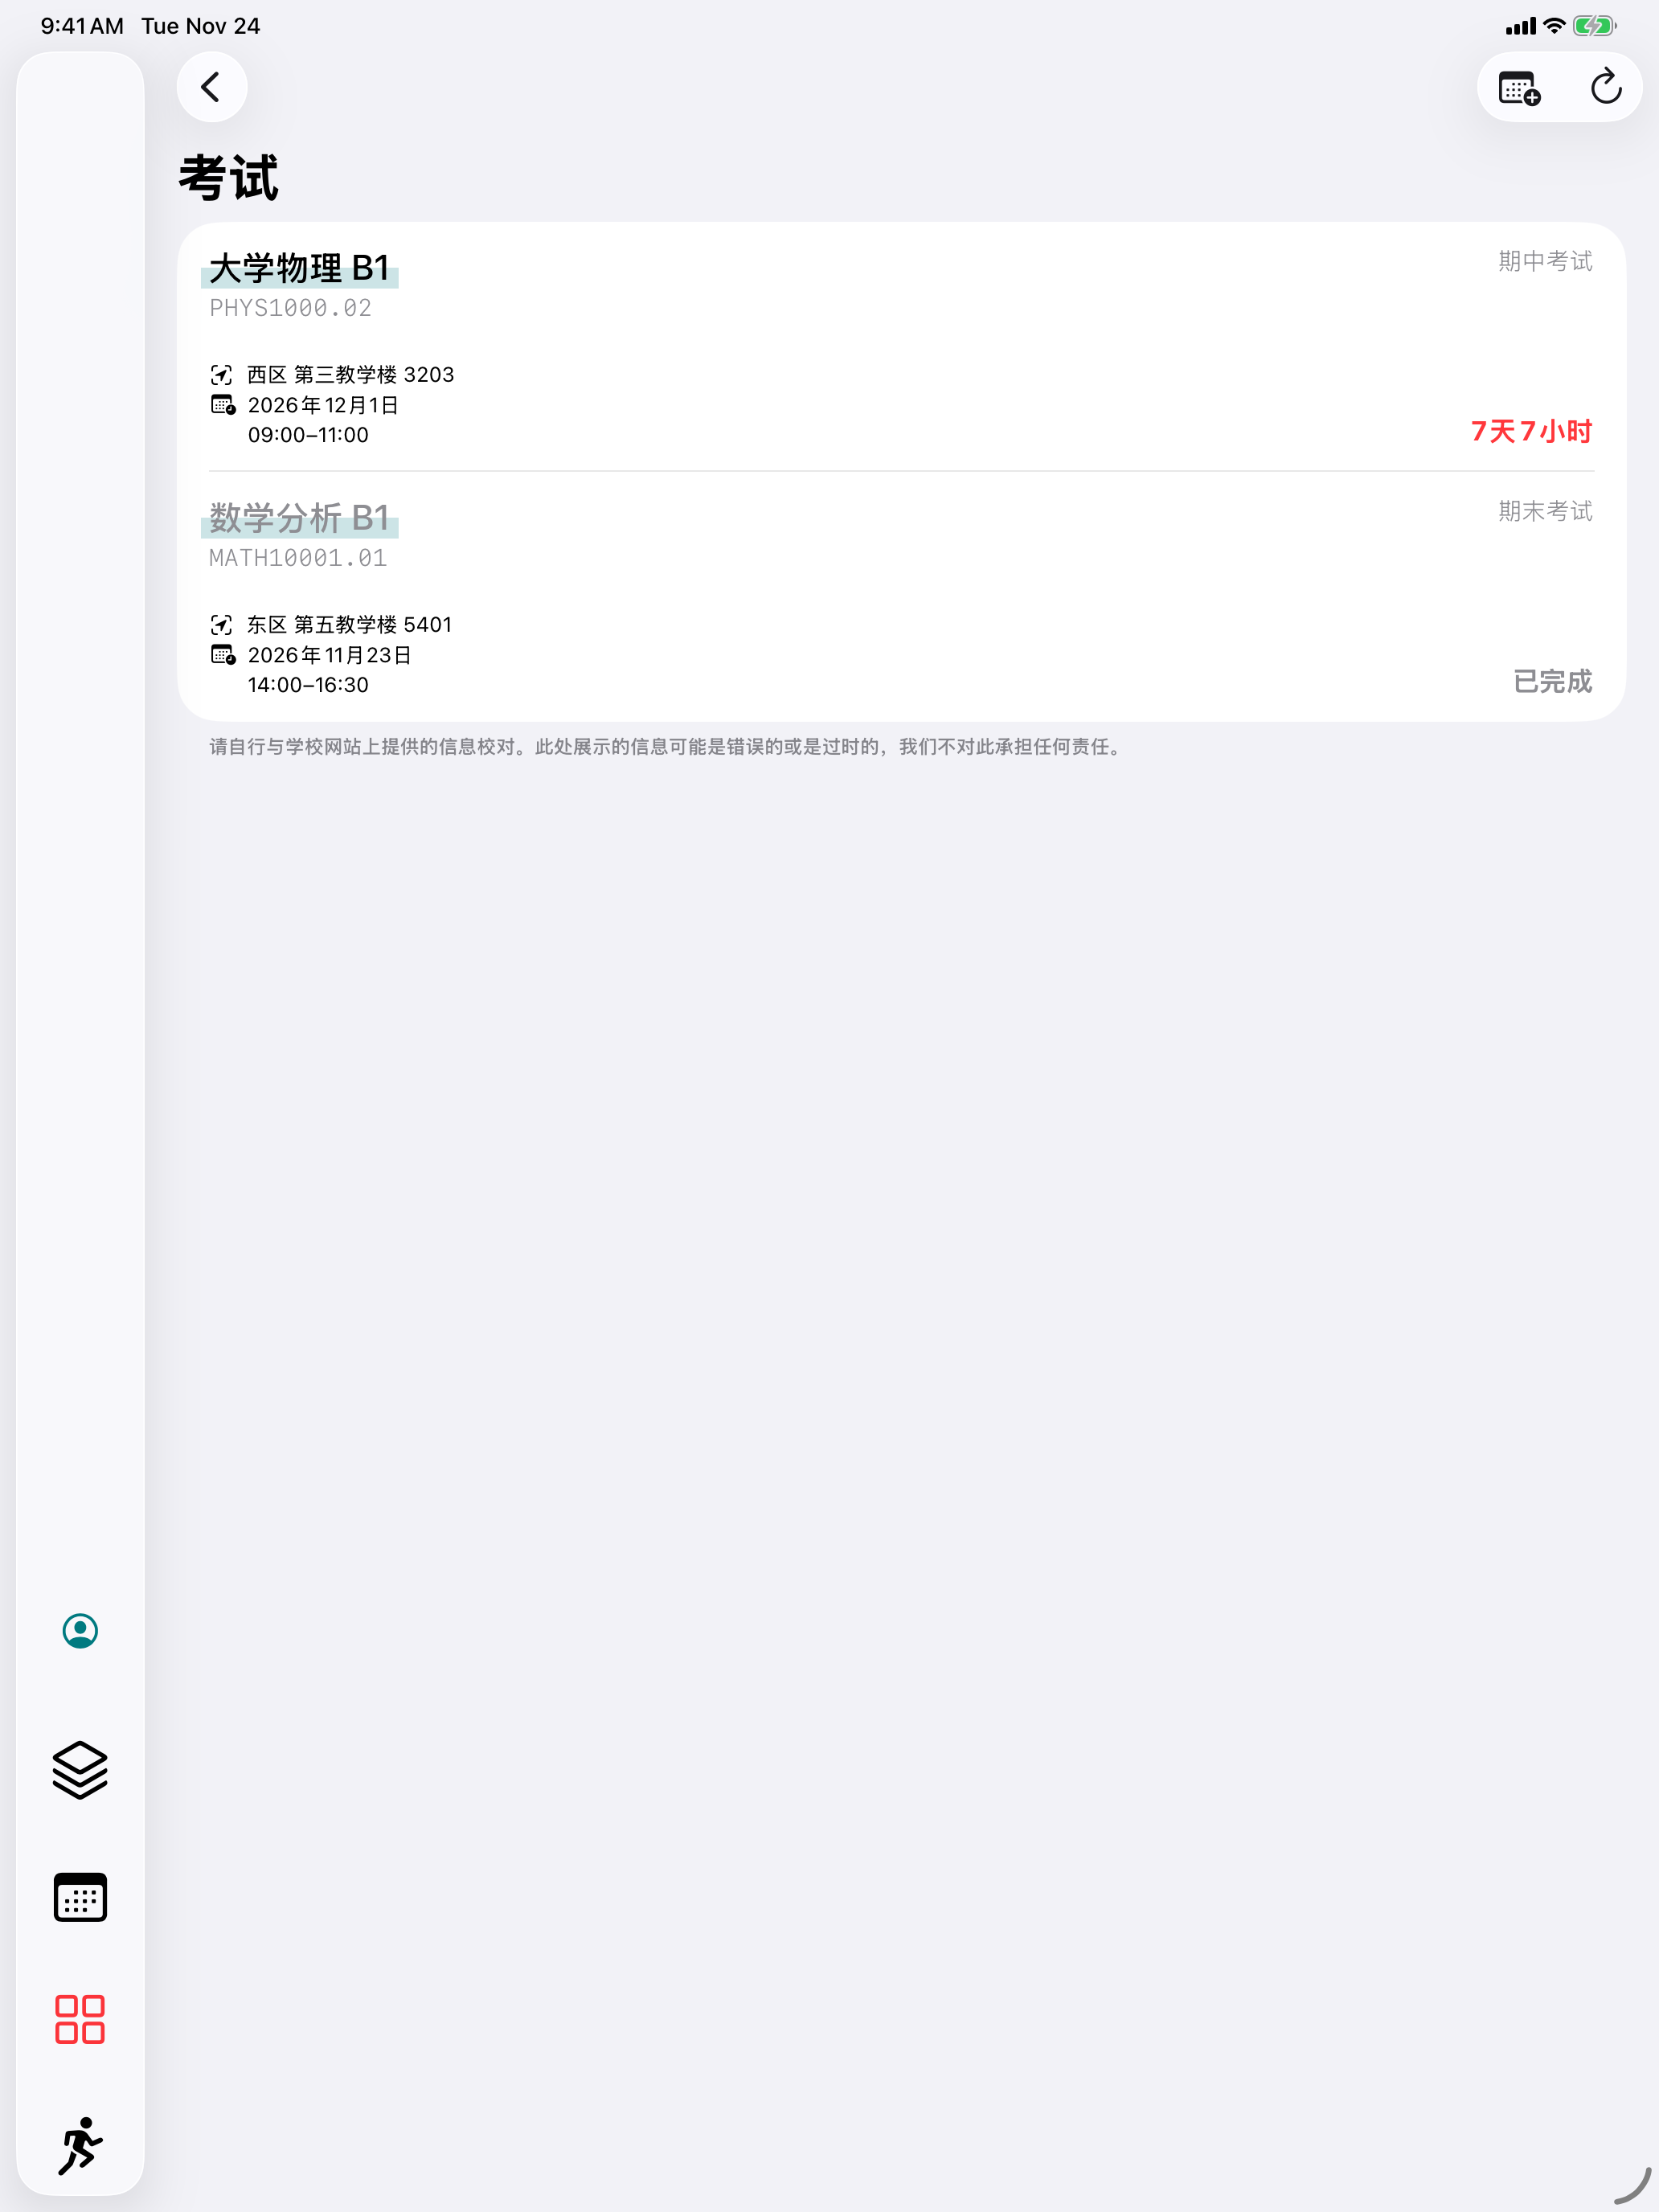 9:41 AM Tue Nov 24
考试
大学物理 B1
期中考试
PHYS1000.02
西区 第三教学楼 3203
2026年12月1日
09:00–11:00
7天7小时
数学分析 B1
期末考试
MATH10001.01
东区 第五教学楼 5401
2026年11月23日
14:00–16:30
已完成
请自行与学校网站上提供的信息校对。此处展示的信息可能是错误的或是过时的，我们不对此承担任何责任。